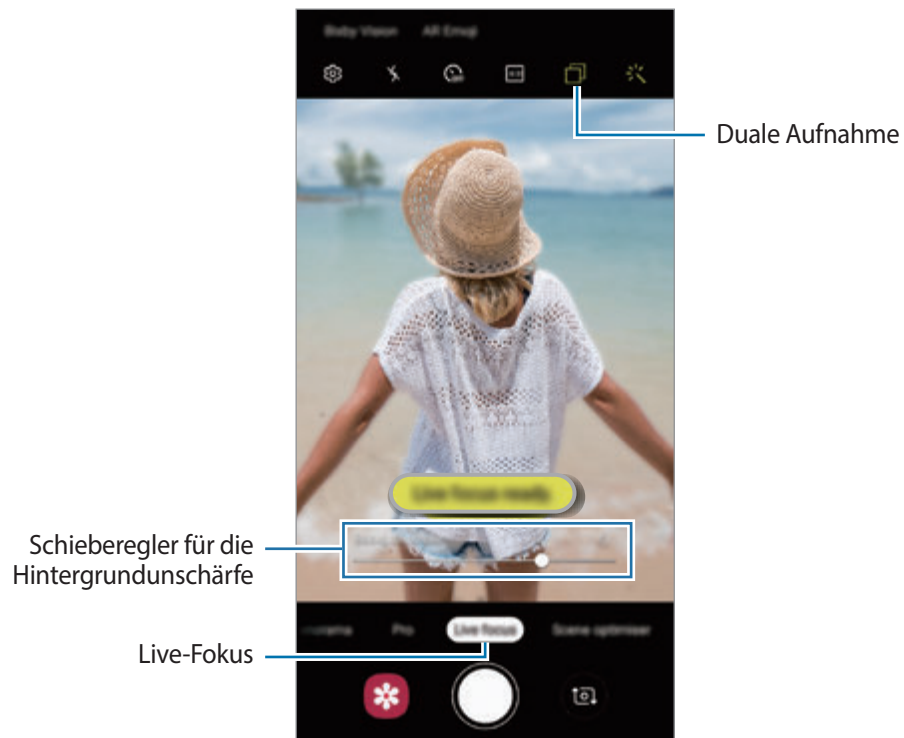 Bixby Vision AR Emoji
Duale Aufnahme
Live focus ready
Schieberegler für die
Hintergrundunschärfe
Pro Live focus Scene optimiser
Live-Fokus